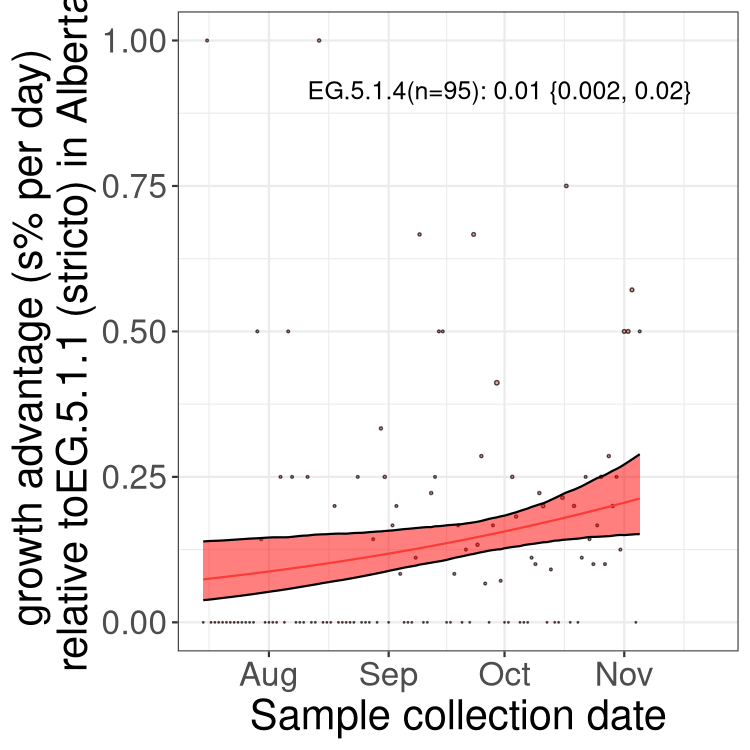 growth advantage (s% per day)
relative toEG.5.1.1 (stricto) in Alberta
1.00
0.75
0.50
0.25
0.00
EG.5.1.4(n=95): 0.01 {0.002, 0.02}
Aug Sep Oct Nov
Sample collection date